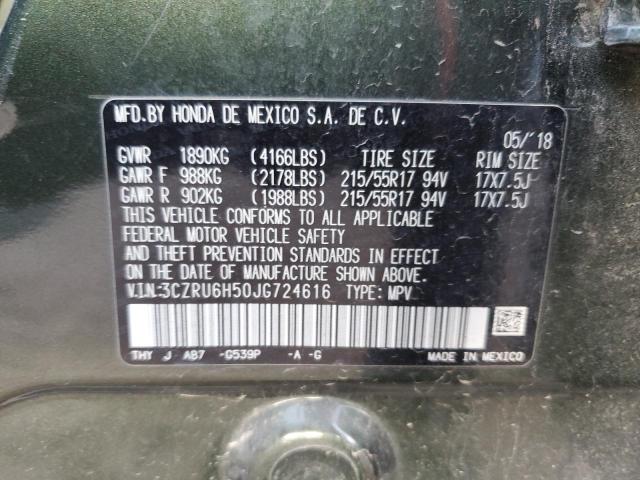 MFD.BY HONDA DE MEXICO S.A. DE C.V.
05/'18
GVWR 1890KG (4166LBS) TIRE SIZE RIM SIZE
GAWR F 988KG (2178LBS) 215/55R17 94V 17X7.5J
GAWR R 902KG (1988LBS) 215/55R17 94V 17X7.5J
THIS VEHICLE CONFORMS TO ALL APPLICABLE
FEDERAL MOTOR VEHICLE SAFETY
AND THEFT PREVENTION STANDARDS IN EFFECT
ON THE DATE OF MANUFACTURE SHOWN ABOVE.
V.I.N:3CZRU6H50JG724616 TYPE: MPV
THY J AB7 -G539P -A -G MADE IN MEXICO